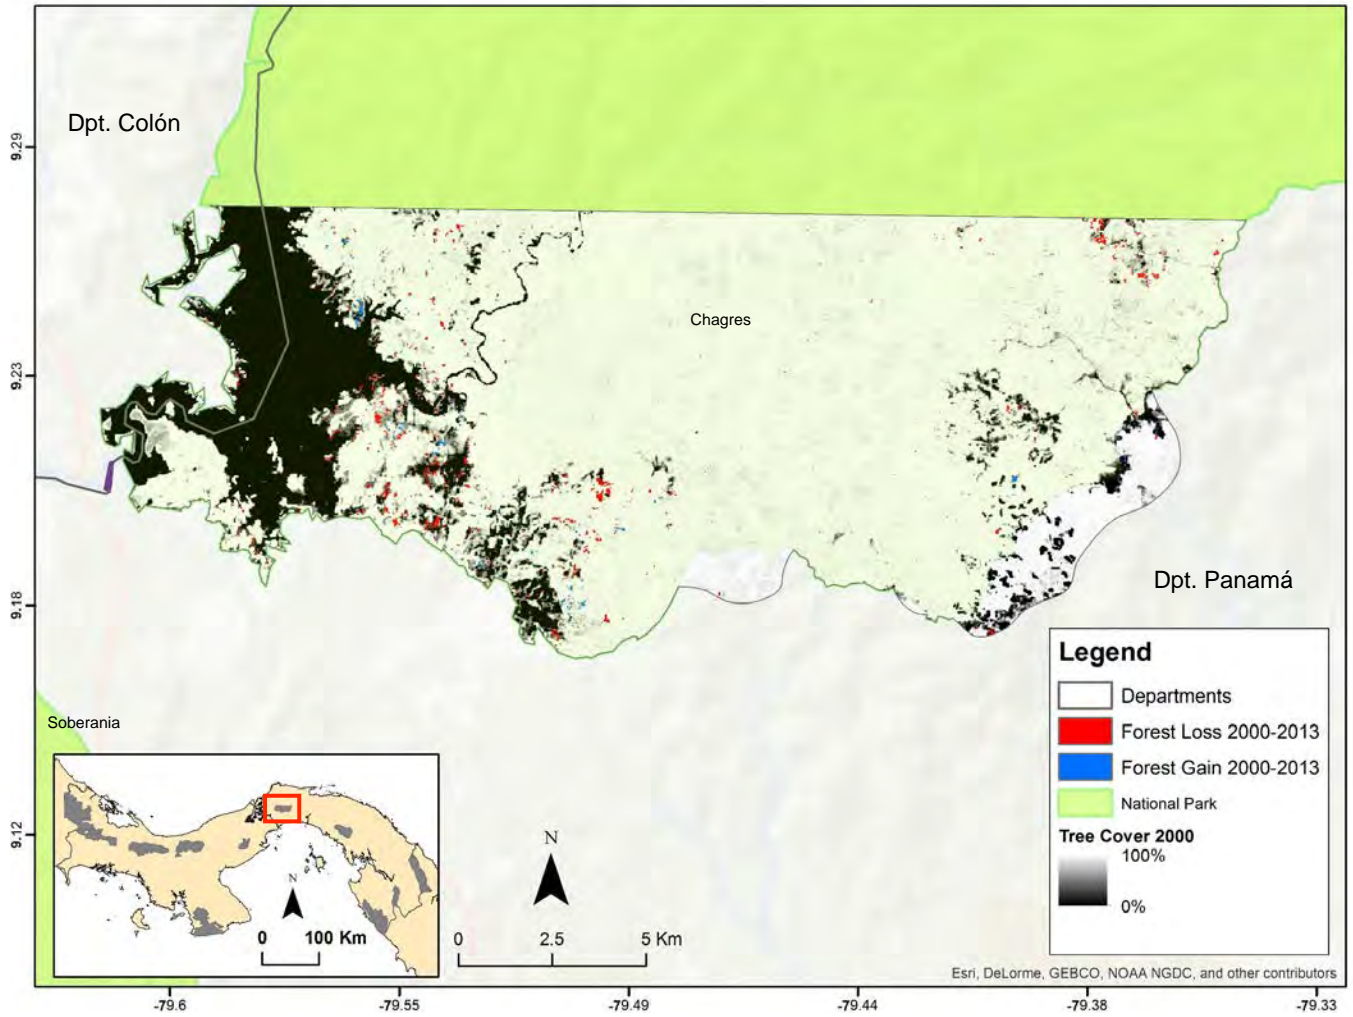 Dpt. Colón
9.29
Chagres
9.23
Dpt. Panamá
9.18
Legend
Departments
Forest Loss 2000-2013
Forest Gain 2000-2013
National Park
Tree Cover 2000
100%
0%
Soberania
9.12
N
N
0 100 Km
0 2.5 5 Km
Esri, DeLorme, GEBCO, NOAA NGDC, and other contributors
-79.6 -79.55 -79.49 -79.44 -79.38 -79.33